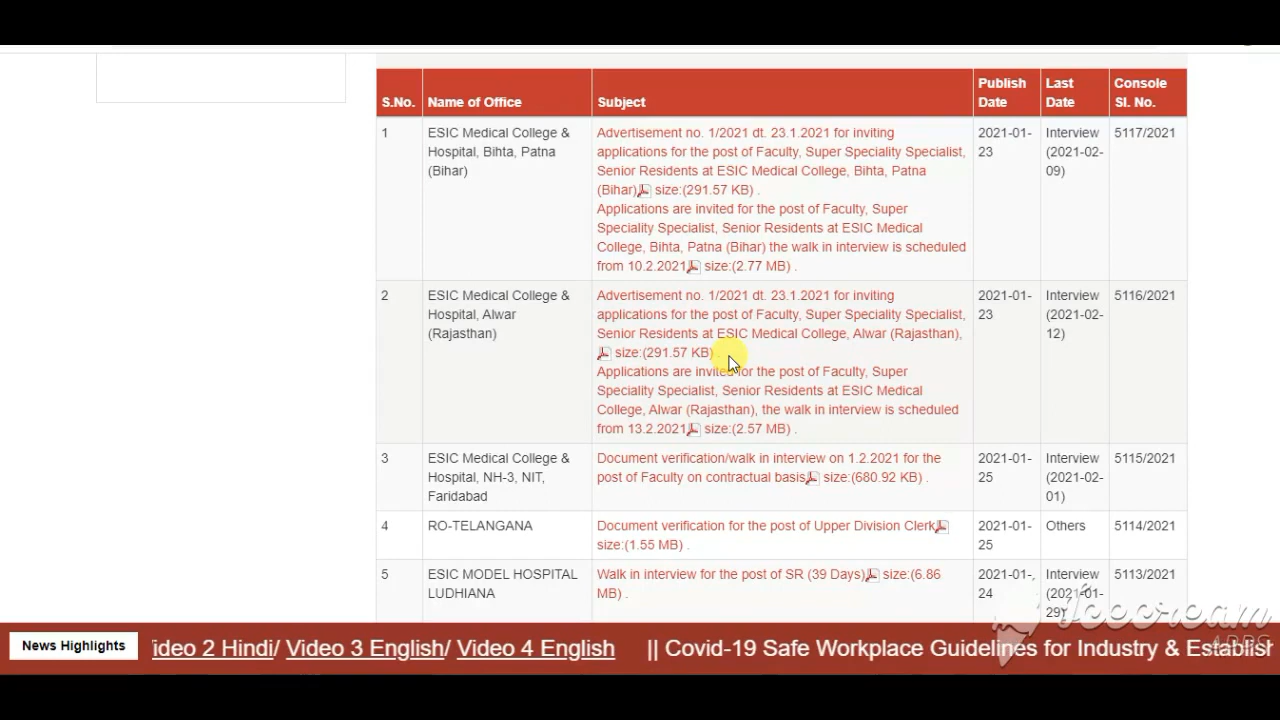 S.No.
Name of Office
Subject
Publish
Date
Last
Date
Console
Sl. No.
1
ESIC Medical College &
Hospital, Bihta, Patna
(Bihar)
Advertisement no. 1/2021 dt. 23.1.2021 for inviting
applications for the post of Faculty, Super Speciality Specialist,
Senior Residents at ESIC Medical College, Bihta, Patna
(Bihar) size:(291.57 KB) .
Applications are invited for the post of Faculty, Super
Speciality Specialist, Senior Residents at ESIC Medical
College, Bihta, Patna (Bihar) the walk in interview is scheduled
from 10.2.2021 size:(2.77 MB) .
2021-01-
23
Interview
(2021-02-
09)
5117/2021
2
ESIC Medical College &
Hospital, Alwar
(Rajasthan)
Advertisement no. 1/2021 dt. 23.1.2021 for inviting
applications for the post of Faculty, Super Speciality Specialist,
Senior Residents at ESIC Medical College, Alwar (Rajasthan),
size:(291.57 KB) .
Applications are invited for the post of Faculty, Super
Speciality Specialist, Senior Residents at ESIC Medical
College, Alwar (Rajasthan), the walk in interview is scheduled
from 13.2.2021 size:(2.57 MB) .
2021-01-
23
Interview
(2021-02-
12)
5116/2021
3
ESIC Medical College &
Hospital, NH-3, NIT,
Faridabad
Document verification/walk in interview on 1.2.2021 for the
post of Faculty on contractual basis size:(680.92 KB) .
2021-01-
25
Interview
(2021-02-
01)
5115/2021
4
RO-TELANGANA
Document verification for the post of Upper Division Clerk
size:(1.55 MB) .
2021-01-
25
Others
5114/2021
5
ESIC MODEL HOSPITAL
LUDHIANA
Walk in interview for the post of SR (39 Days) size:(6.86
MB) .
2021-01-
24
Interview
(2021-01-
29)
5113/2021
Icecream
APPS
News Highlights
Video 2 Hindi/ Video 3 English/ Video 4 English || Covid-19 Safe Workplace Guidelines for Industry &